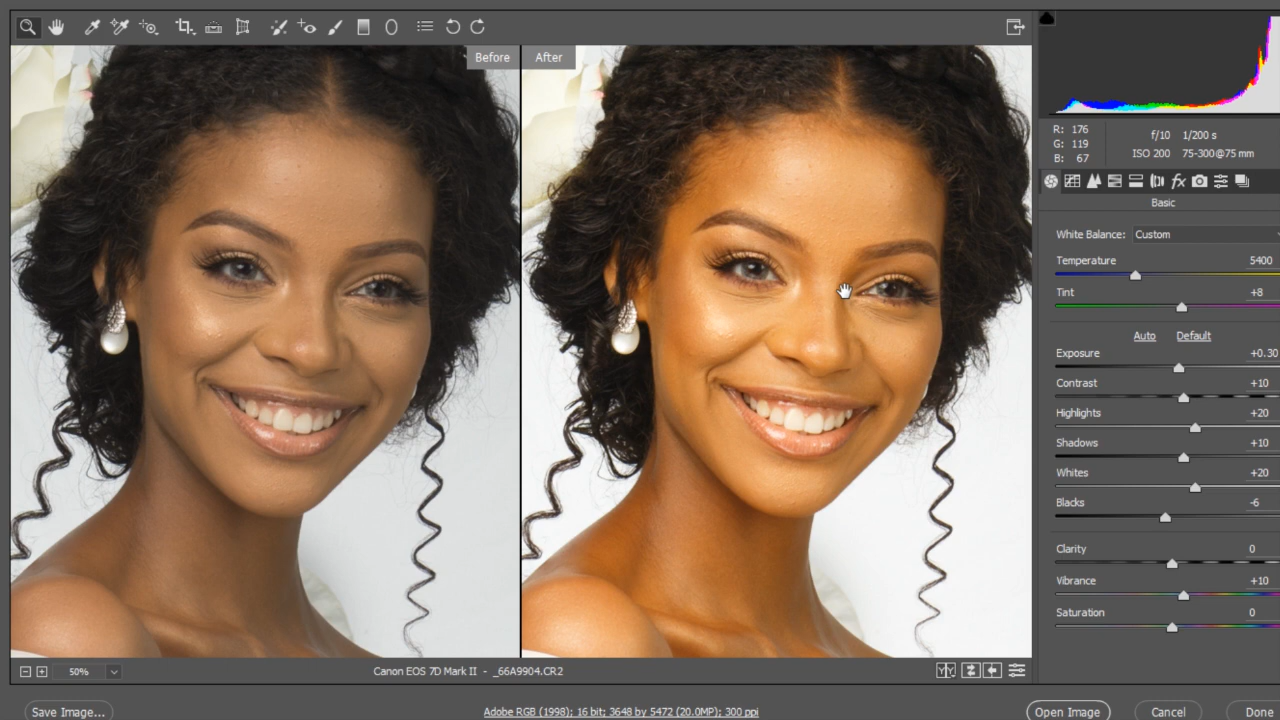 Before
After
R: 176
G: 119
B: 67
f/10 1/200 s
ISO 200 75-300@75 mm
fx
Basic
White Balance: Custom
Temperature 5400
Tint +8
Auto Default
Exposure +0.30
Contrast +10
Highlights +20
Shadows +10
Whites +20
Blacks -6
Clarity 0
Vibrance +10
Saturation 0
50%
Canon EOS 7D Mark II - _66A9904.CR2
Y Y
Save Image...
Adobe RGB (1998); 16 bit; 3648 by 5472 (20.0MP); 300 ppi
Open Image
Cancel
Done